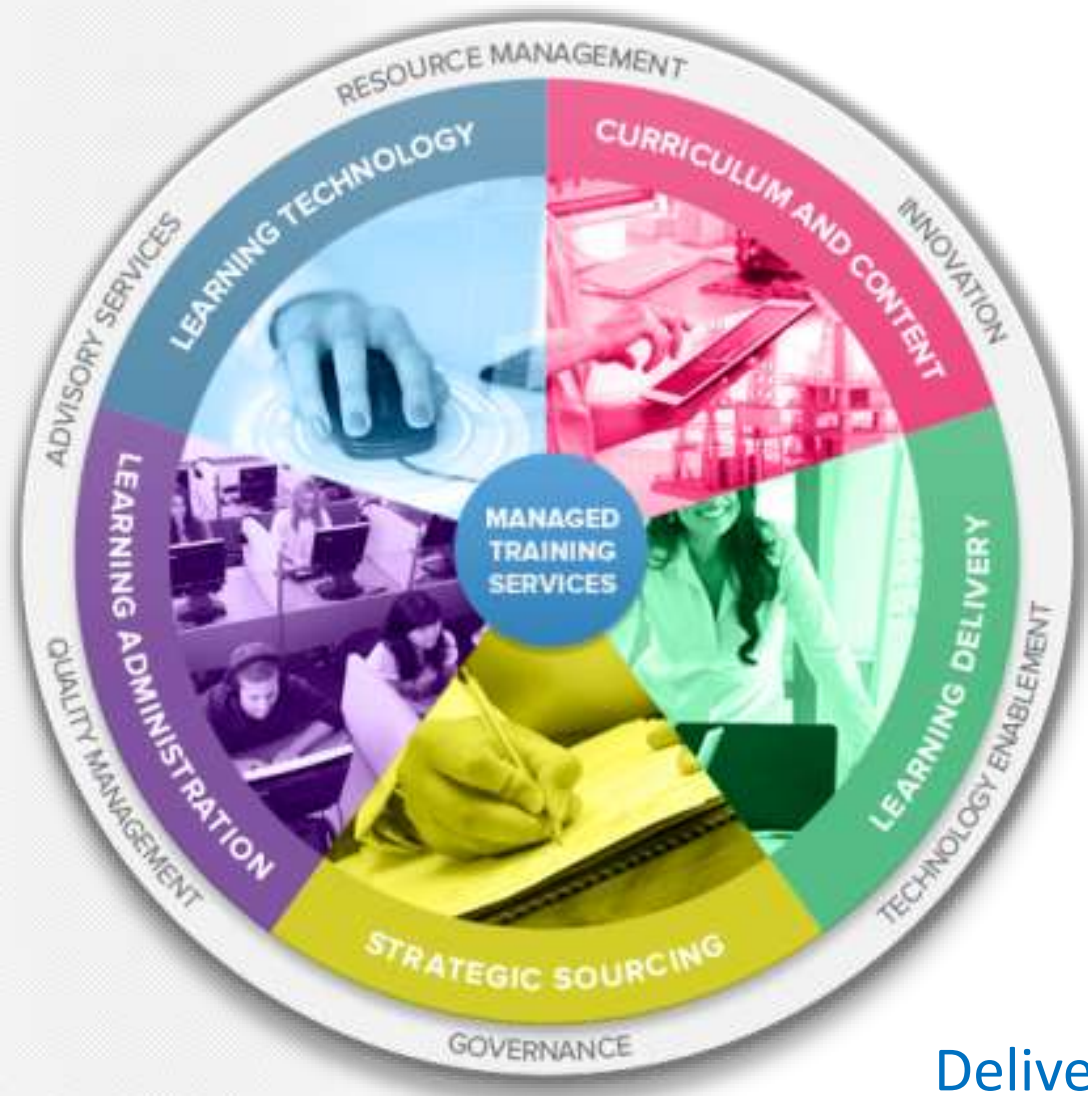 RESOURCE MANAGEMENT
INNOVATION
TECHNOLOGY ENABLEMENT
GOVERNANCE
QUALITY MANAGEMENT
ADVISORY SERVICES
LEARNING TECHNOLOGY
CURRICULUM AND CONTENT
LEARNING DELIVERY
STRATEGIC SOURCING
LEARNING ADMINISTRATION
MANAGED
TRAINING
SERVICES
Delive